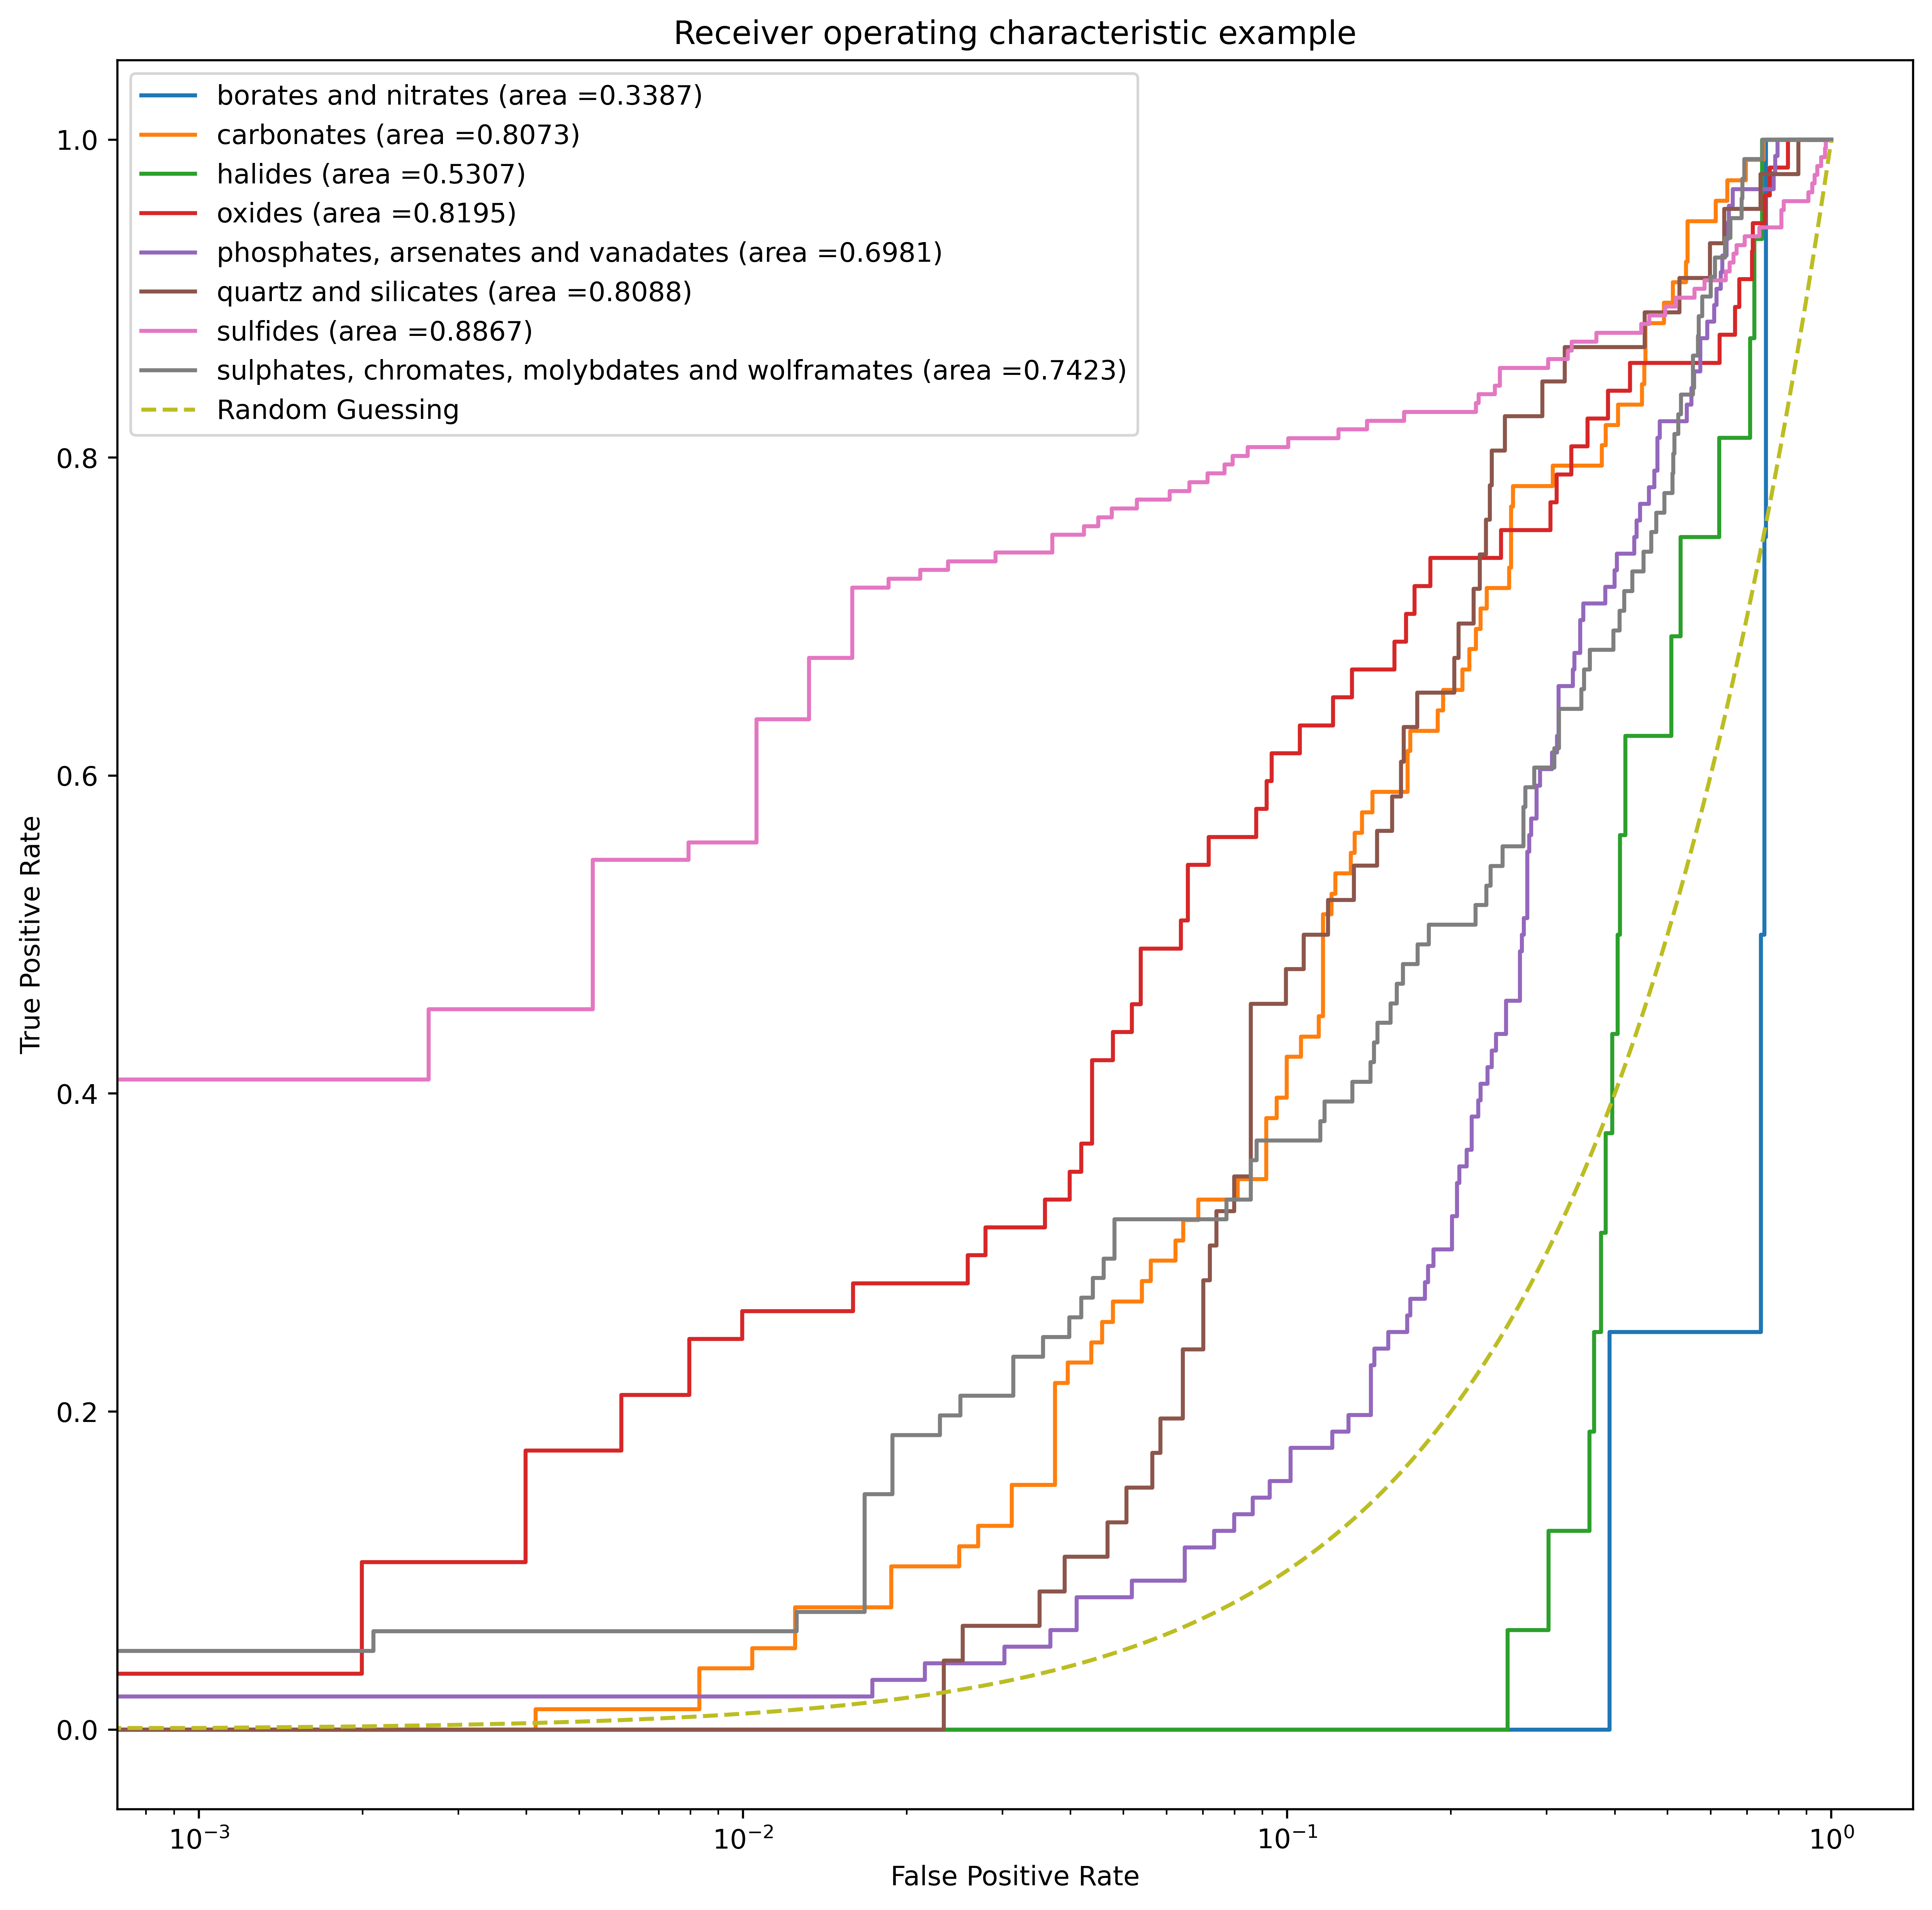 Receiver operating characteristic example
borates and nitrates (area =0.3387)
carbonates (area =0.8073)
halides (area =0.5307)
oxides (area =0.8195)
phosphates, arsenates and vanadates (area =0.6981)
quartz and silicates (area =0.8088)
sulfides (area =0.8867)
sulphates, chromates, molybdates and wolframates (area =0.7423)
Random Guessing
True Positive Rate
1.0
0.8
0.6
0.4
0.2
0.0
10⁻³ 10⁻² 10⁻¹ 10⁰
False Positive Rate